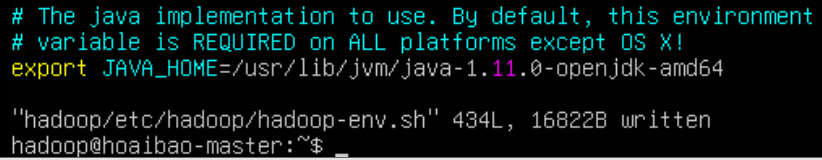 # The java implementation to use. By default, this environment
# variable is REQUIRED on ALL platforms except OS X!
export JAVA_HOME=/usr/lib/jvm/java-1.11.0-openjdk-amd64
"hadoop/etc/hadoop/hadoop-env.sh" 434L, 16822B written
hadoop@hoaibao-master:~$ _